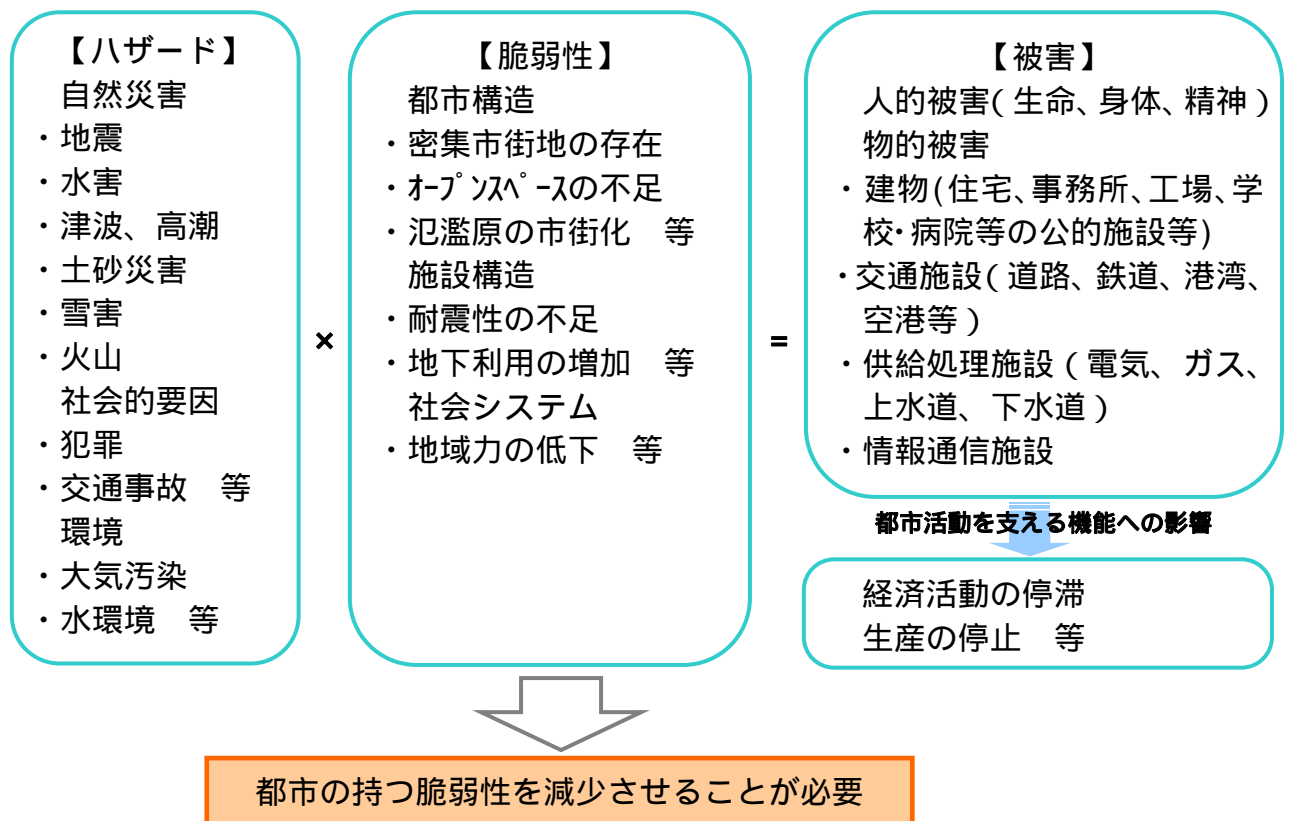 【ハザード】
自然災害
・地震
・水害
・津波、高潮
・土砂災害
・雪害
・火山
社会的要因
・犯罪
・交通事故　等
環境
・大気汚染
・水環境　等
×
【脆弱性】
都市構造
・密集市街地の存在
・ｵｰﾌﾟﾝｽﾍﾟｰｽの不足
・氾濫原の市街化　等
施設構造
・耐震性の不足
・地下利用の増加　等
社会システム
・地域力の低下　等
=
【被害】
人的被害(生命、身体、精神)
物的被害
・建物(住宅、事務所、工場、学
校・病院等の公的施設等)
・交通施設(道路、鉄道、港湾、
空港等)
・供給処理施設(電気、ガス、
上水道、下水道)
・情報通信施設
都市活動を支える機能への影響
経済活動の停滞
生産の停止　等
都市の持つ脆弱性を減少させることが必要